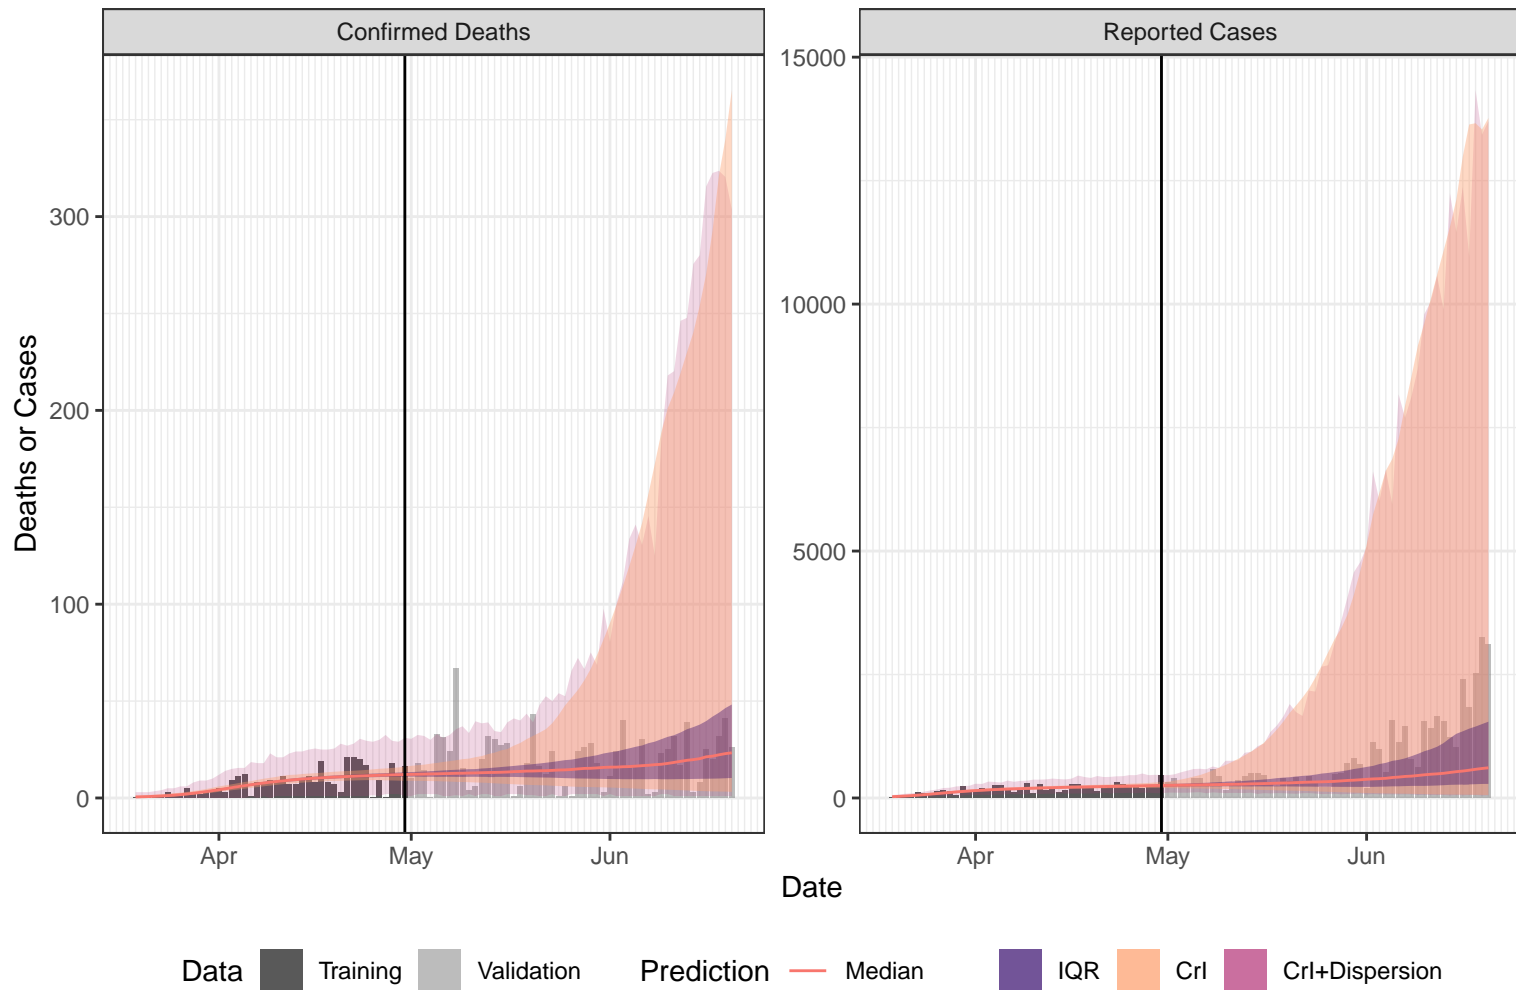 Confirmed Deaths
Reported Cases
Deaths or Cases
300
200
100
0
15000
10000
5000
0
Apr
May
Jun
Apr
May
Jun
Date
Data
Training
Validation
Prediction
Median
IQR
CrI
CrI+Dispersion